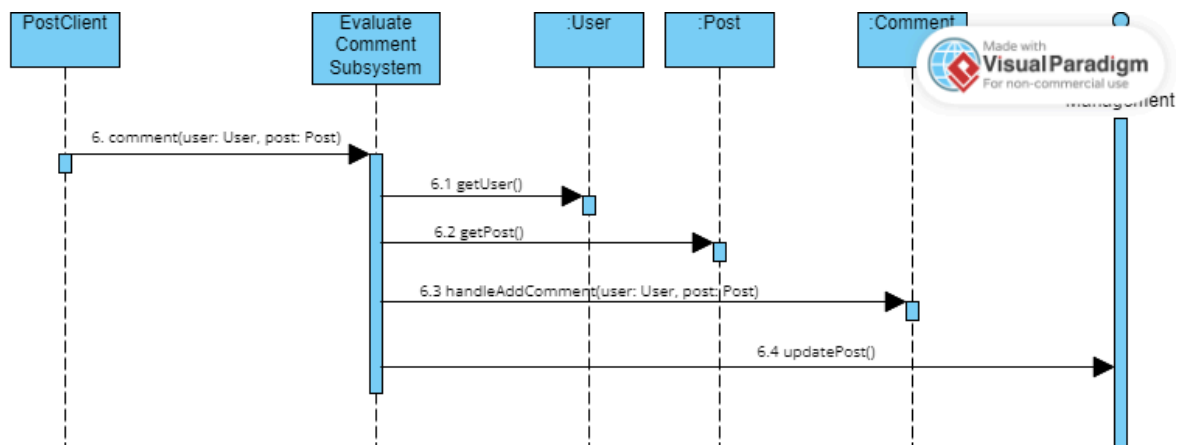 PostClient
Evaluate
Comment
Subsystem
:User
:Post
:Comment
Made with
Visual Paradigm
For non-commercial use
Management
6. comment(user: User, post: Post)
6.1 getUser()
6.2 getPost()
6.3 handleAddComment(user: User, post: Post)
6.4 updatePost()